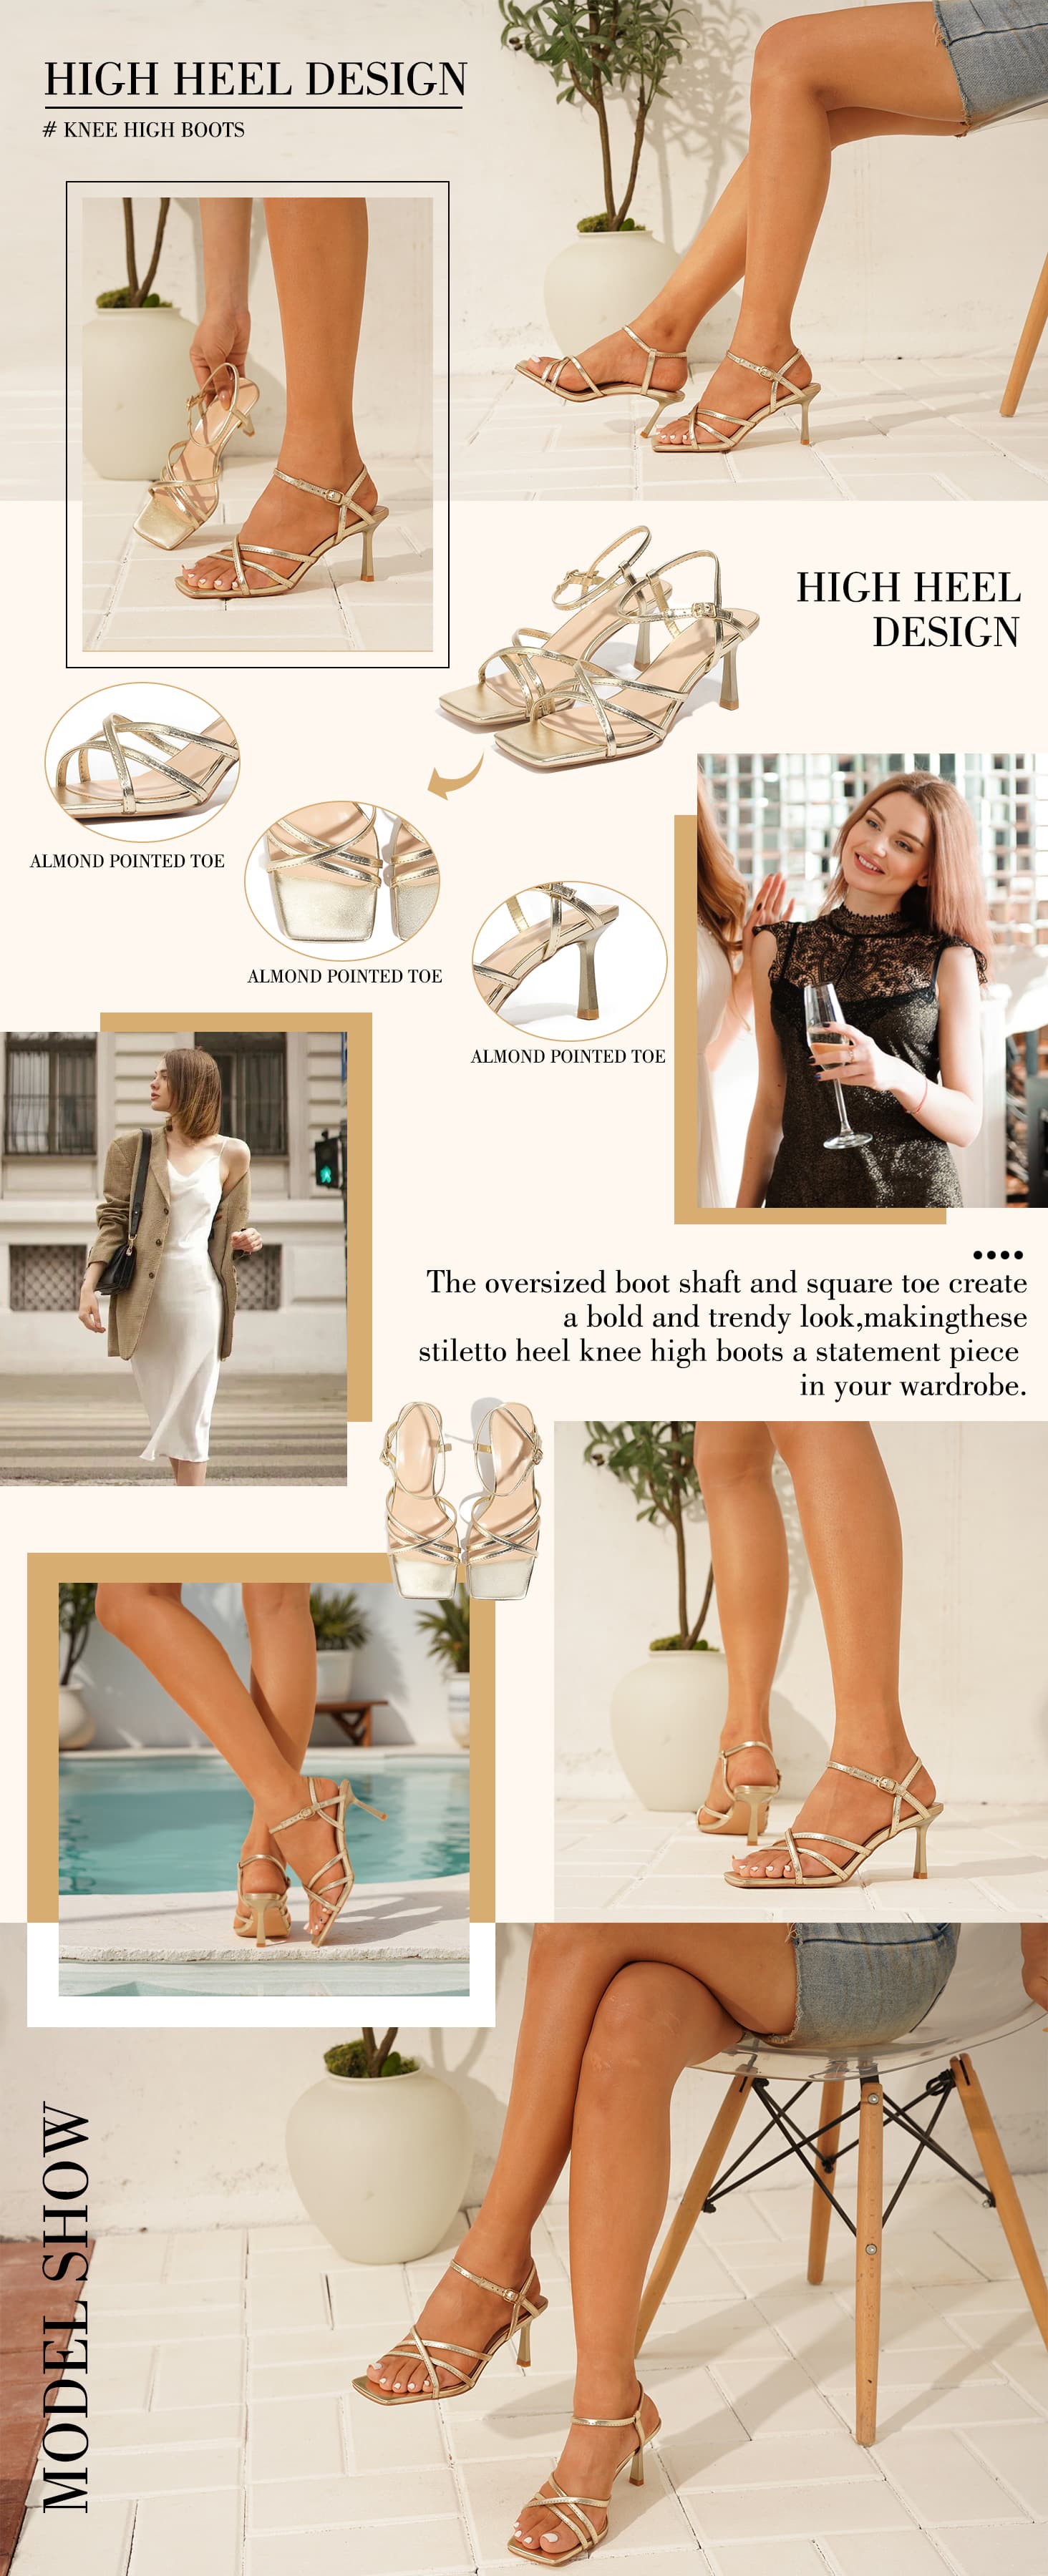 HIGH HEEL DESIGN
# KNEE HIGH BOOTS
HIGH HEEL
DESIGN
ALMOND POINTED TOE
ALMOND POINTED TOE
ALMOND POINTED TOE
The oversized boot shaft and square toe create
a bold and trendy look,makingthese
stiletto heel knee high boots a statement piece
in your wardrobe.
MODEL SHOW